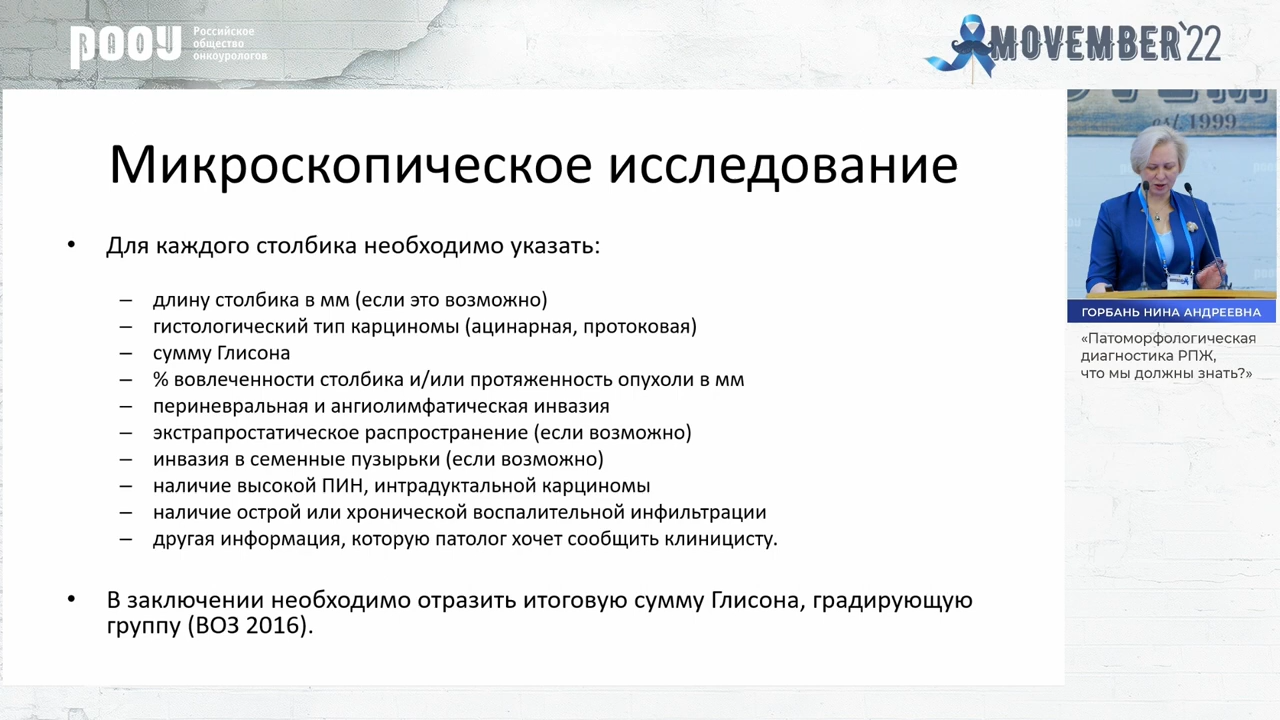 РООУ
Российское
общество
онкоурологов
MOVEMBER`22
est. 1999
Микроскопическое исследование
• Для каждого столбика необходимо указать:
– длину столбика в мм (если это возможно)
– гистологический тип карциномы (ацинарная, протоковая)
– сумму Глисона
– % вовлеченности столбика и/или протяженность опухоли в мм
– периневральная и ангиолимфатическая инвазия
– экстрапростатическое распространение (если возможно)
– инвазия в семенные пузырьки (если возможно)
– наличие высокой ПИН, интрадуктальной карциномы
– наличие острой или хронической воспалительной инфильтрации
– другая информация, которую патолог хочет сообщить клиницисту.
• В заключении необходимо отразить итоговую сумму Глисона, градирующую
группу (ВОЗ 2016).
ГОРБАНЬ НИНА АНДРЕЕВНА
«Патоморфологическая
диагностика РПЖ,
что мы должны знать?»